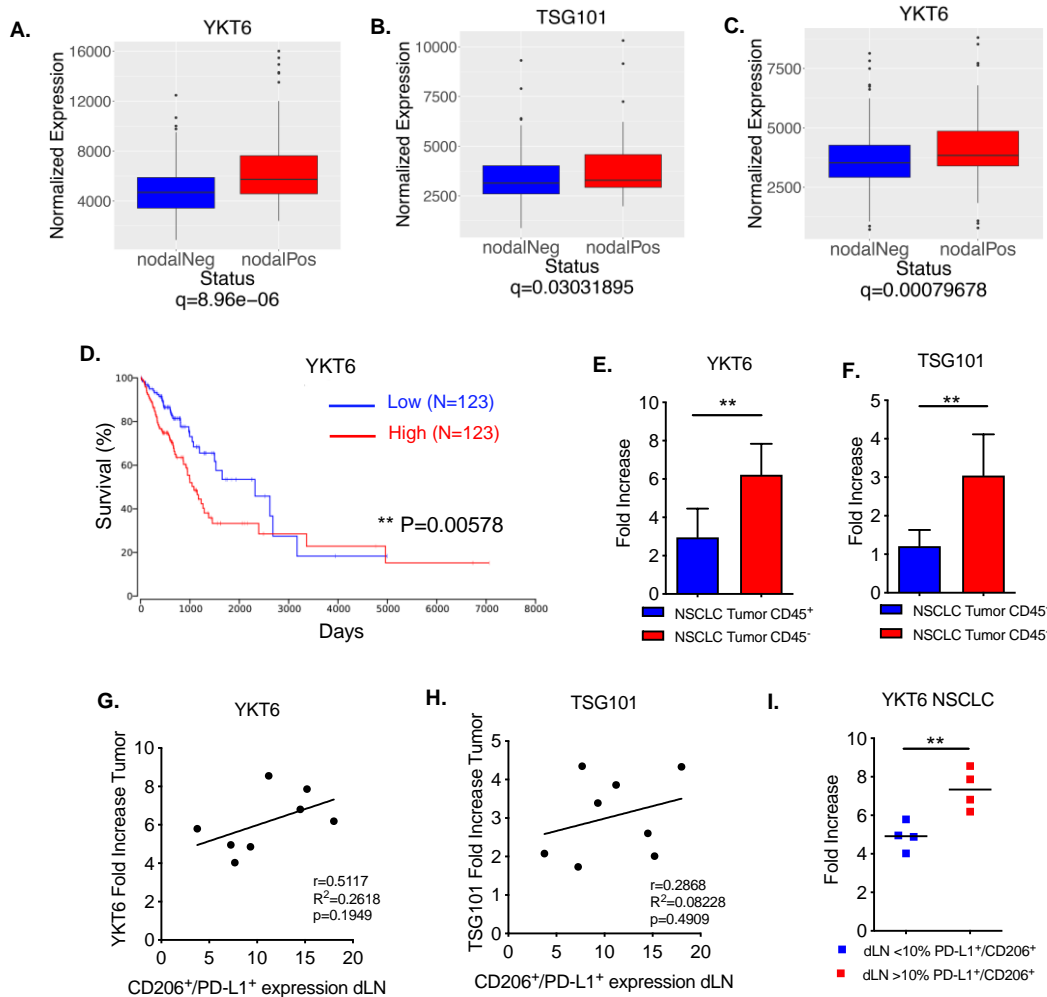 A.
YKT6
Normalized Expression
16000
12000
8000
4000
nodalNeg nodalPos
Status
q=8.96e−06
B.
TSG101
Normalized Expression
10000
7500
5000
2500
nodalNeg nodalPos
Status
q=0.03031895
C.
YKT6
Normalized Expression
7500
5000
2500
nodalNeg nodalPos
Status
q=0.00079678
D.
YKT6
Survival (%)
100
80
60
40
20
0
0 1000 2000 3000 4000 5000 6000 7000 8000
Days
Low (N=123)
High (N=123)
** P=0.00578
E.
YKT6
Fold Increase
10
8
6
4
2
0
**
NSCLC Tumor CD45⁺
NSCLC Tumor CD45⁻
F.
TSG101
Fold Increase
5
4
3
2
1
0
**
NSCLC Tumor CD45
NSCLC Tumor CD45
G.
YKT6
YKT6 Fold Increase Tumor
10
8
6
4
2
0
0 5 10 15 20
r=0.5117
R²=0.2618
p=0.1949
CD206⁺/PD-L1⁺ expression dLN
H.
TSG101
TSG101 Fold Increase Tumor
5
4
3
2
1
0
0 5 10 15 20
r=0.2868
R²=0.08228
p=0.4909
CD206⁺/PD-L1⁺ expression dLN
I.
YKT6 NSCLC
Fold Increase
10
8
6
4
2
0
**
dLN <10% PD-L1⁺/CD206⁺
dLN >10% PD-L1⁺/CD206⁺